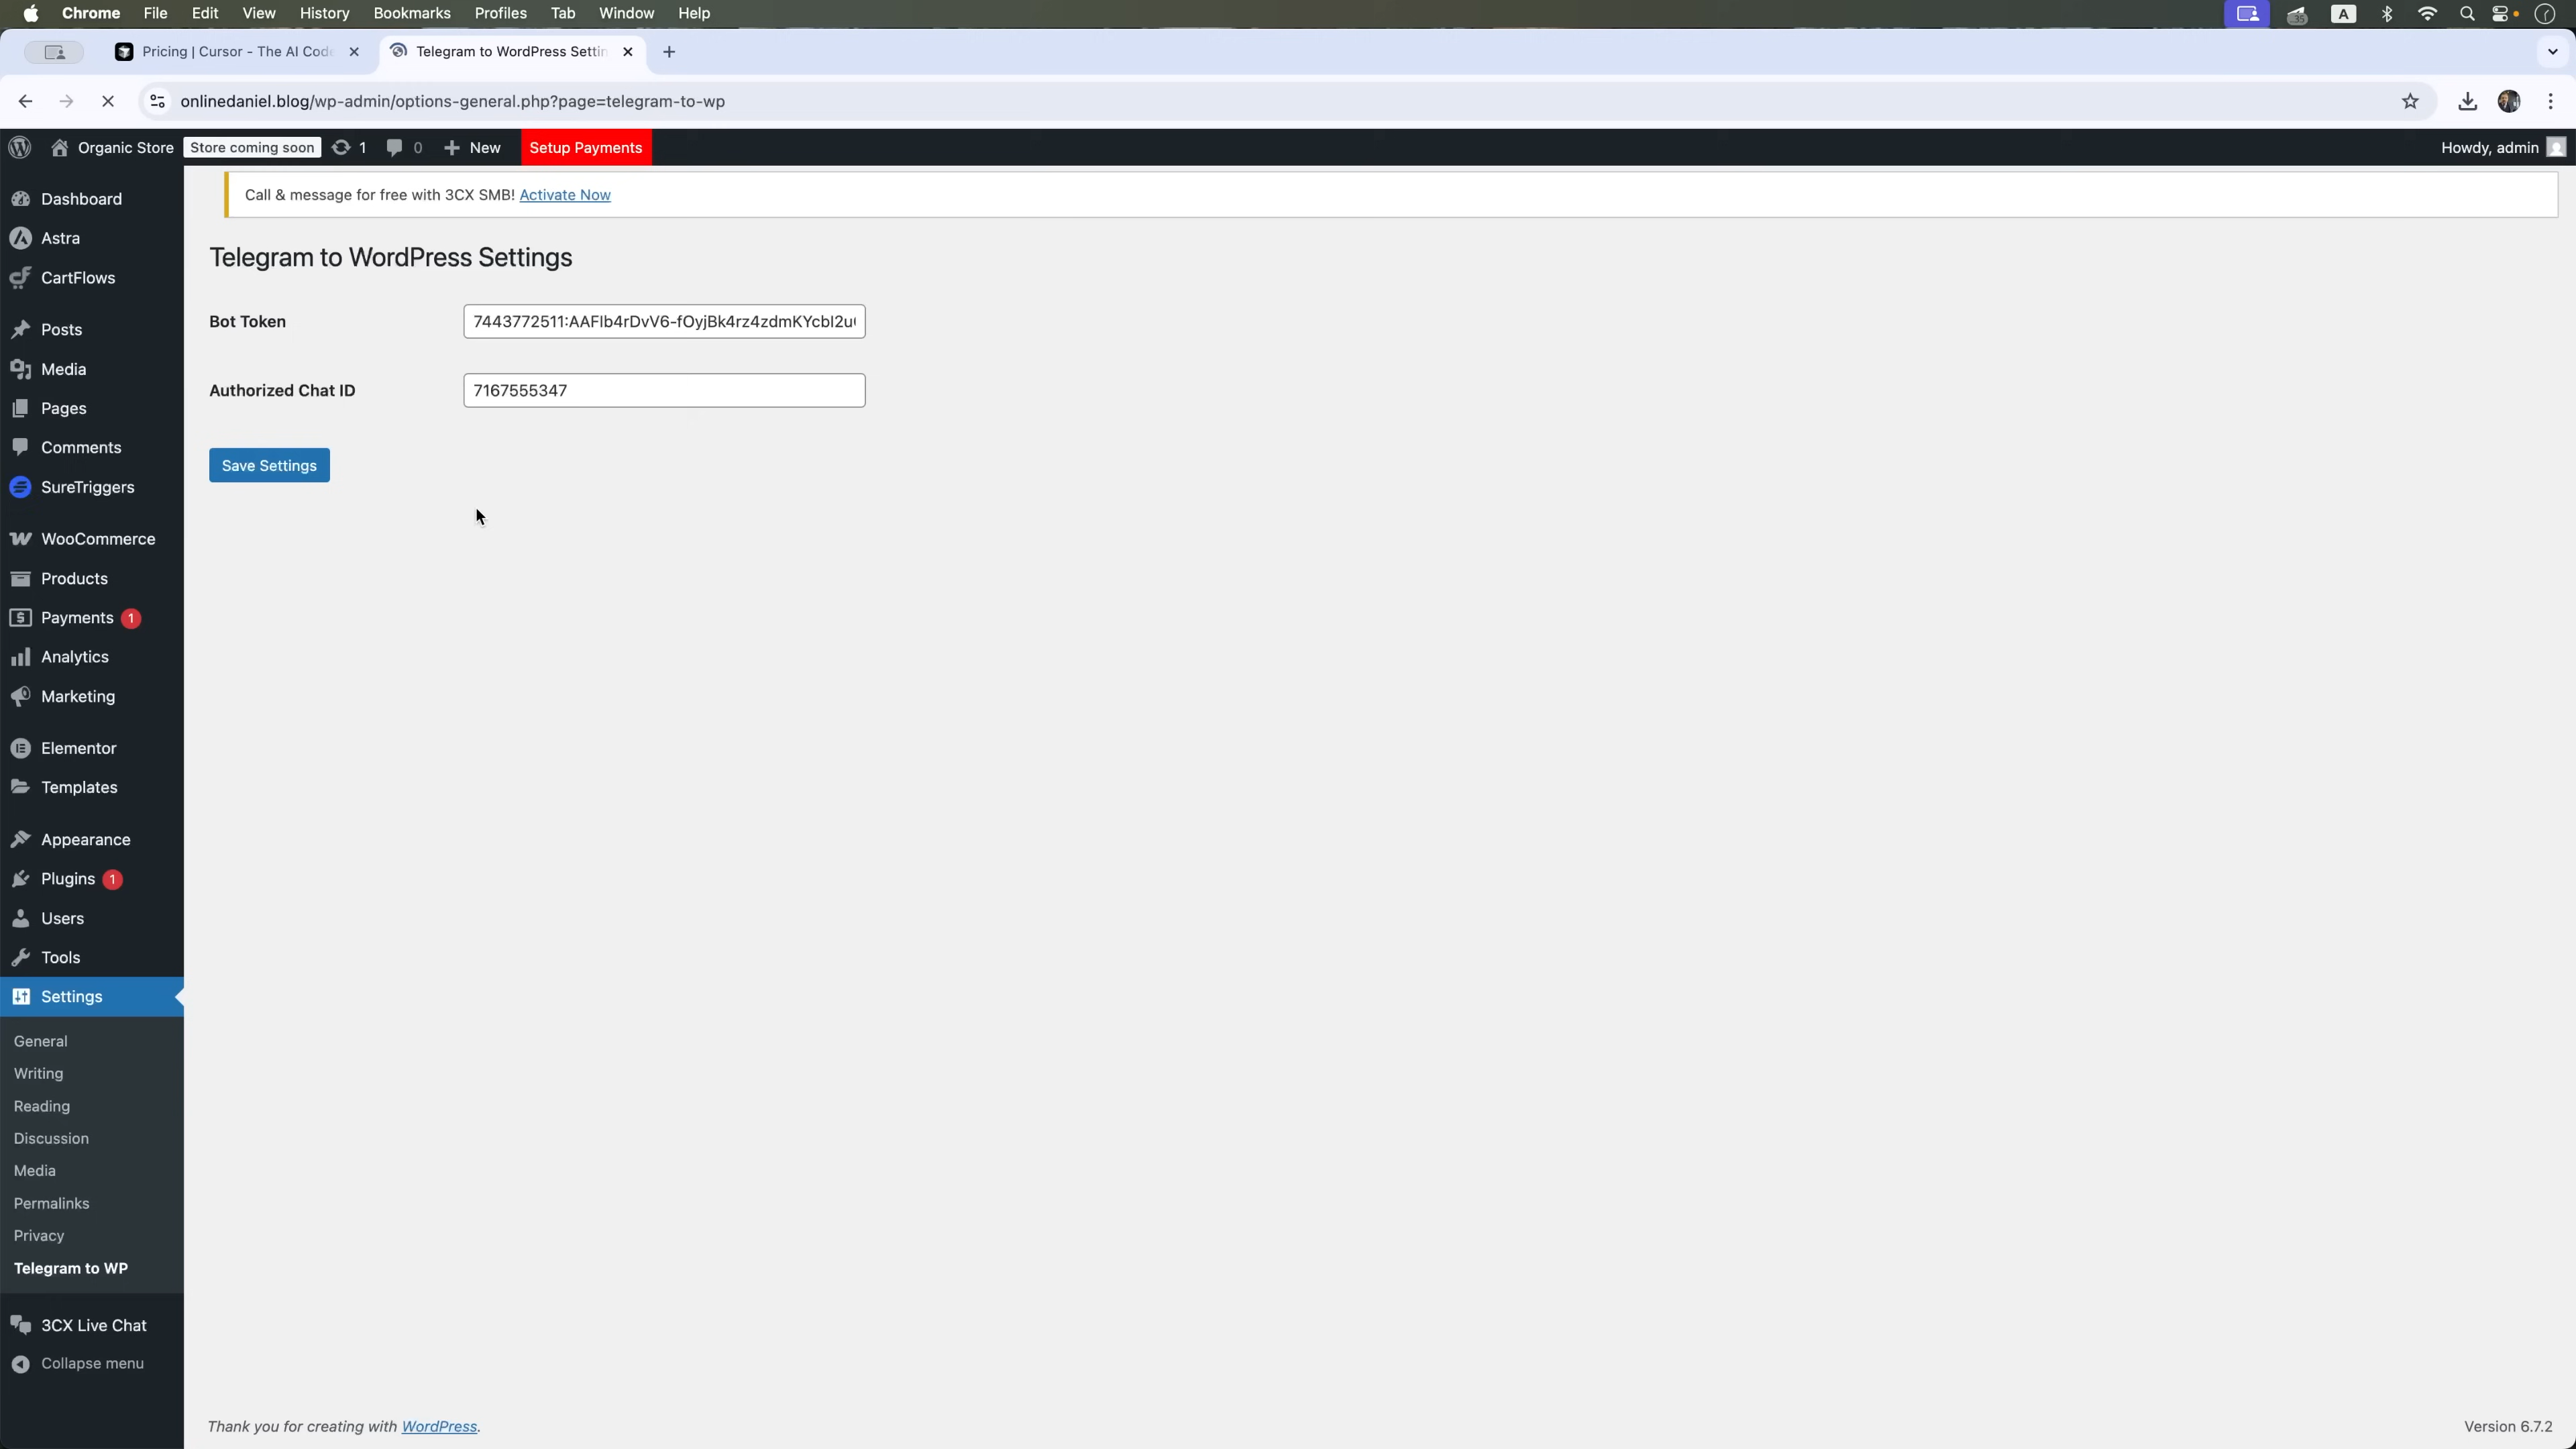 Chrome File Edit View History Bookmarks Profiles Tab Window Help
35 A
Pricing | Cursor - The AI Code
Telegram to WordPress Settin
onlinedaniel.blog/wp-admin/options-general.php?page=telegram-to-wp
Organic Store Store coming soon 1 0 New Setup Payments Howdy, admin
Call & message for free with 3CX SMB! Activate Now
Telegram to WordPress Settings
Bot Token 7443772511:AAFIb4rDvV6-fOyjBk4rz4zdmKYcbI2u
Authorized Chat ID 7167555347
Save Settings
Dashboard
Astra
CartFlows
Posts
Media
Pages
Comments
SureTriggers
WooCommerce
Products
Payments 1
Analytics
Marketing
Elementor
Templates
Appearance
Plugins 1
Users
Tools
Settings
General
Writing
Reading
Discussion
Media
Permalinks
Privacy
Telegram to WP
3CX Live Chat
Collapse menu
Thank you for creating with WordPress. Version 6.7.2